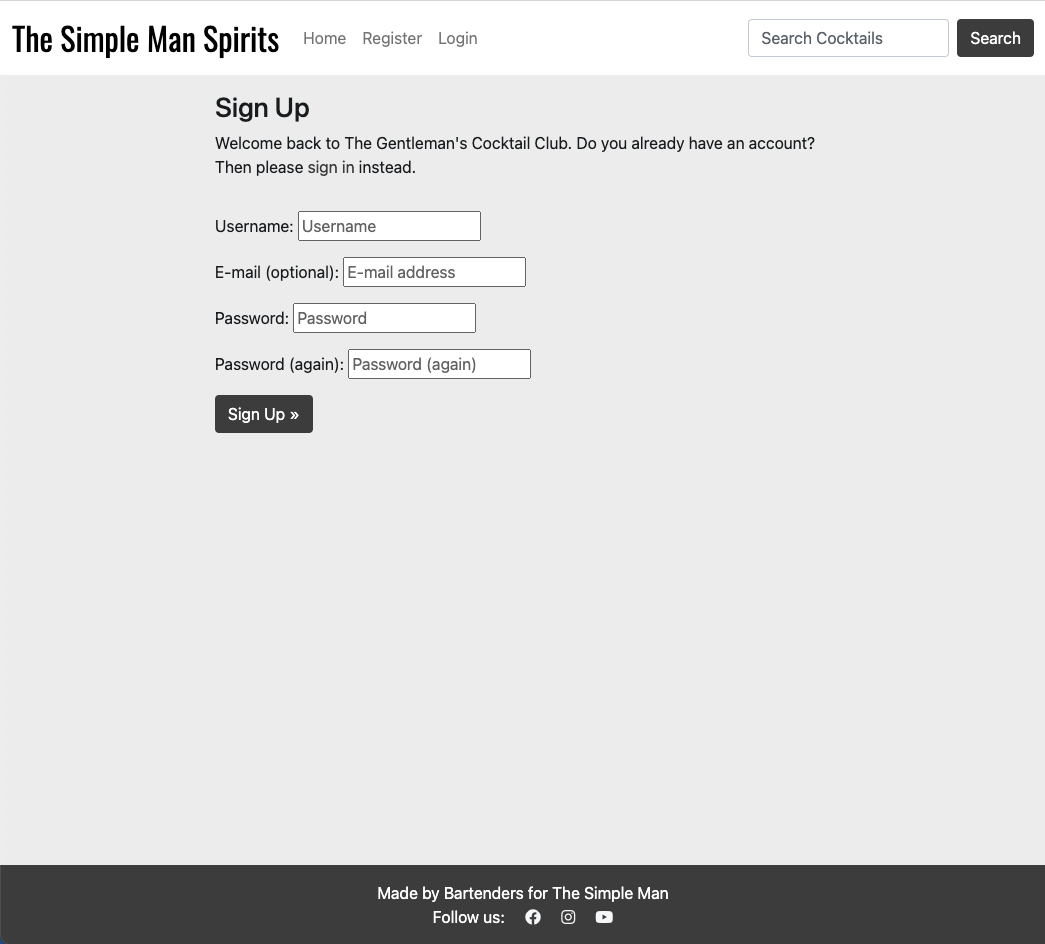 The Simple Man Spirits Home Register Login Search Cocktails Search
Sign Up
Welcome back to The Gentleman's Cocktail Club. Do you already have an account?
Then please sign in instead.
Username: Username
E-mail (optional): E-mail address
Password: Password
Password (again): Password (again)
Sign Up »
Made by Bartenders for The Simple Man
Follow us: